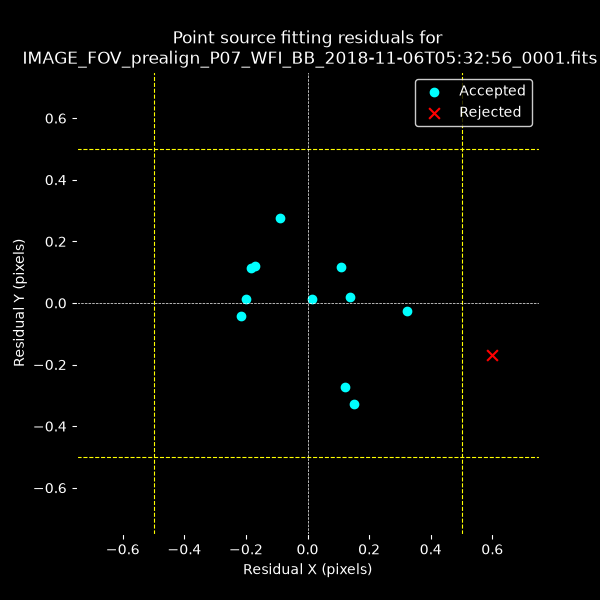 Point source fitting residuals for
IMAGE_FOV_prealign_P07_WFI_BB_2018-11-06T05:32:56_0001.fits
Accepted
Rejected
0.6
0.4
0.2
0.0
−0.2
−0.4
−0.6
Residual Y (pixels)
−0.6 −0.4 −0.2 0.0 0.2 0.4 0.6
Residual X (pixels)